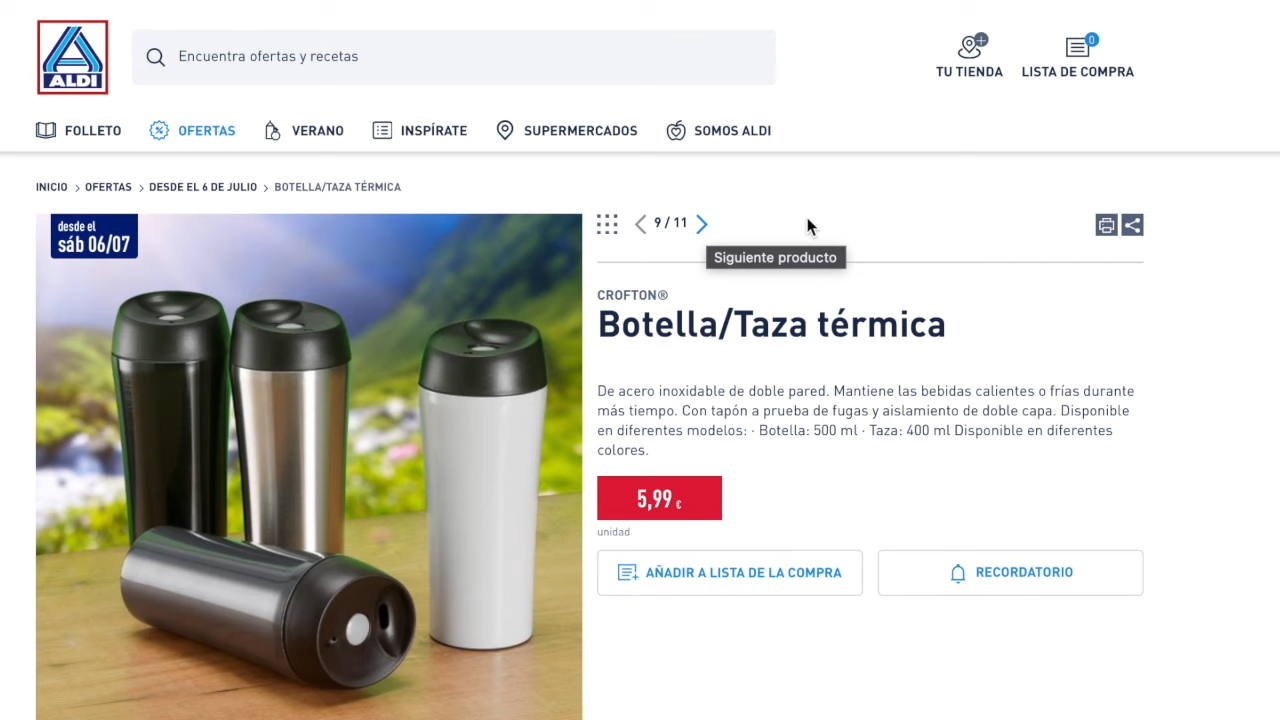 ALDI
Encuentra ofertas y recetas
TU TIENDA
0
LISTA DE COMPRA
FOLLETO
OFERTAS
VERANO
INSPÍRATE
SUPERMERCADOS
SOMOS ALDI
INICIO > OFERTAS > DESDE EL 6 DE JULIO > BOTELLA/TAZA TÉRMICA
desde el
sáb 06/07
9 / 11
Siguiente producto
CROFTON®
Botella/Taza térmica
De acero inoxidable de doble pared. Mantiene las bebidas calientes o frías durante
más tiempo. Con tapón a prueba de fugas y aislamiento de doble capa. Disponible
en diferentes modelos: · Botella: 500 ml · Taza: 400 ml Disponible en diferentes
colores.
5,99 €
unidad
AÑADIR A LISTA DE LA COMPRA
RECORDATORIO